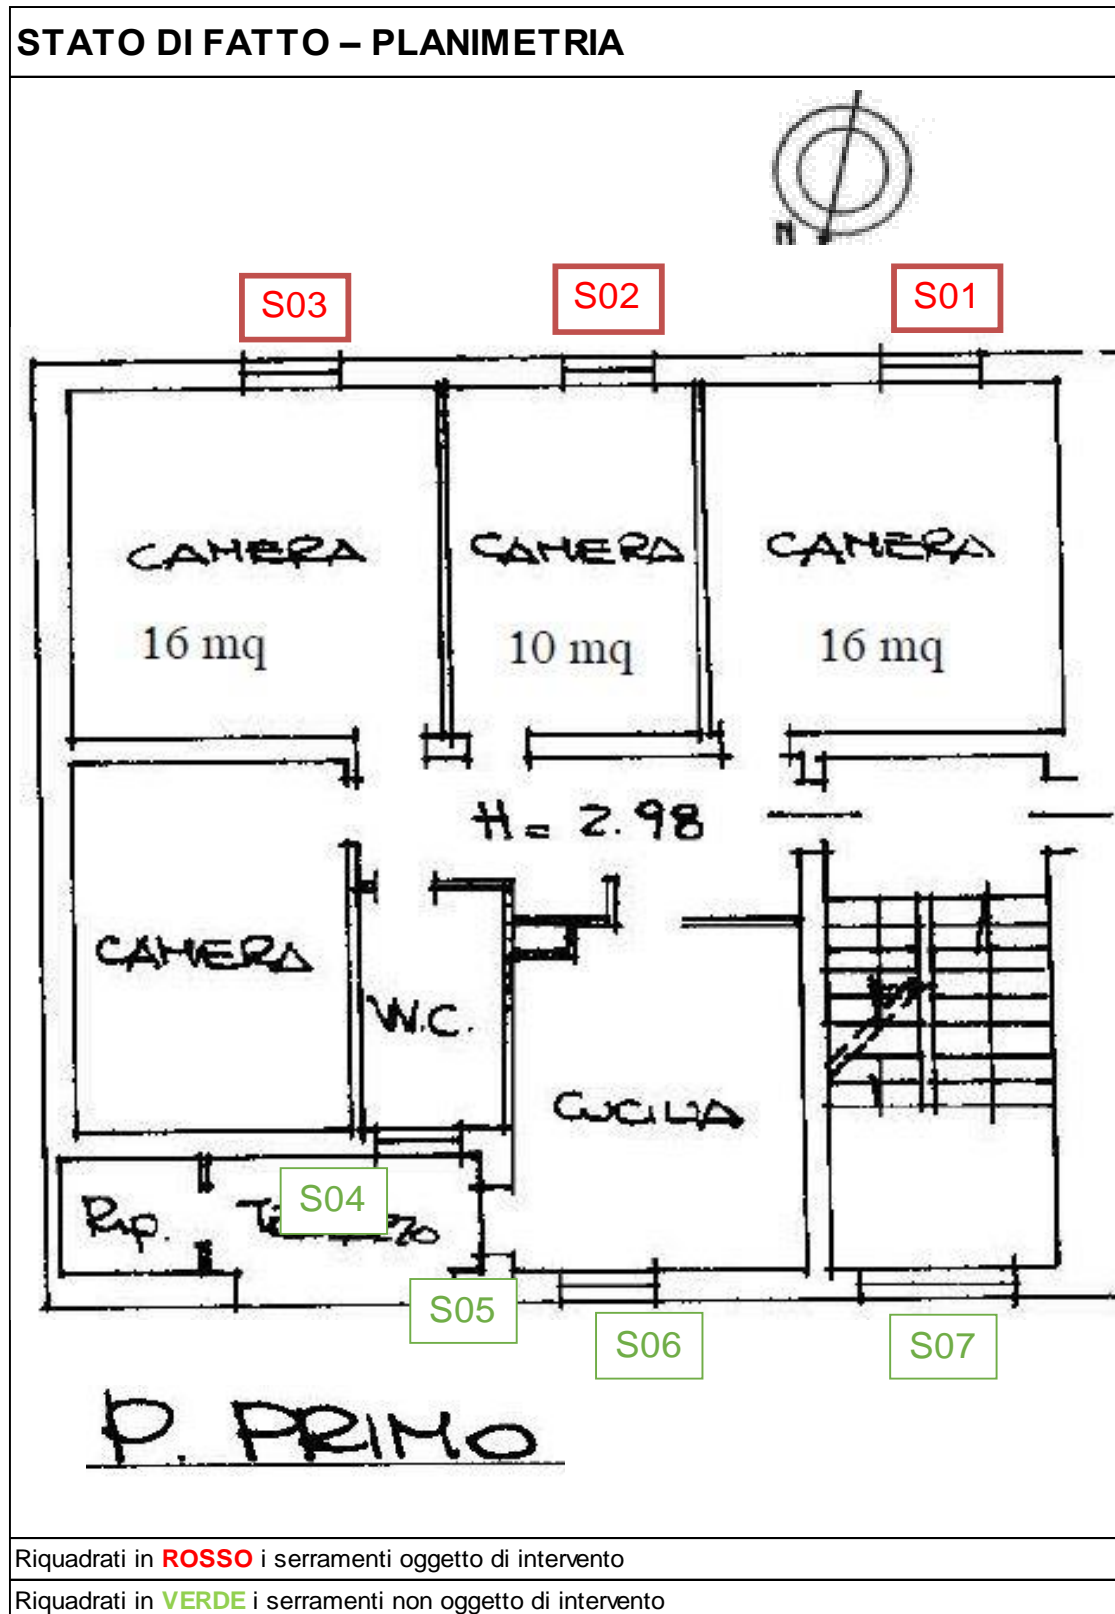 STATO DI FATTO – PLANIMETRIA
N
S03 S02 S01
CAMERA CAMERA CAMERA
16 mq 10 mq 16 mq
H = 2.98
CAMERA
W.C.
CUCINA
S04
Rip.
S05
S06
S07
P. PRIMO
Riquadrati in ROSSO i serramenti oggetto di intervento
Riquadrati in VERDE i serramenti non oggetto di intervento